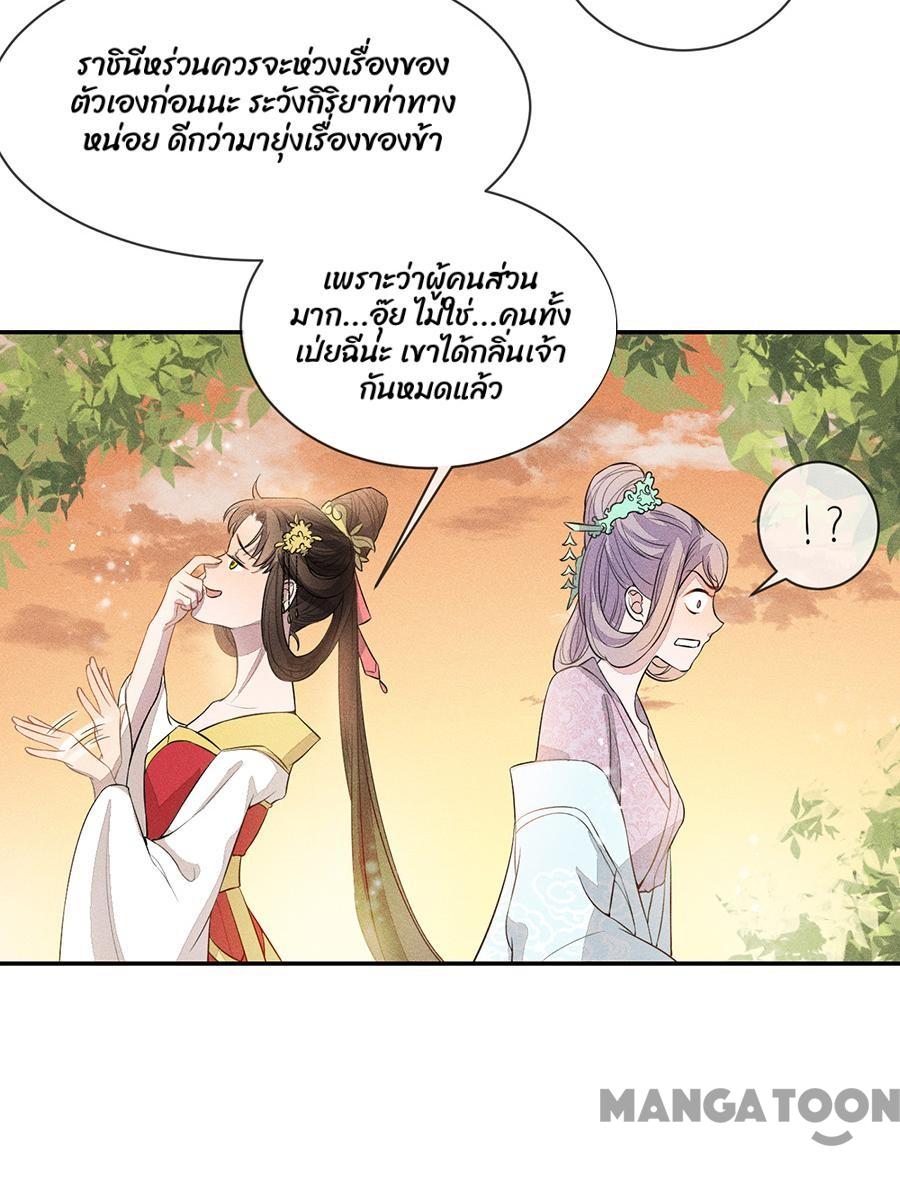 ราชินีหร่วนควรจะห่วงเรื่องของ
ตัวเองก่อนนะ ระวังกิริยาท่าทาง
หน่อย ดีกว่ามายุ่งเรื่องของข้า
เพราะว่าผู้คนส่วน
มาก...อุ๊ย ไม่ใช่...คนทั้ง
เป่ยฉีน่ะ เขาได้กลิ่นเจ้า
กันหมดแล้ว
!?
MANGATOON